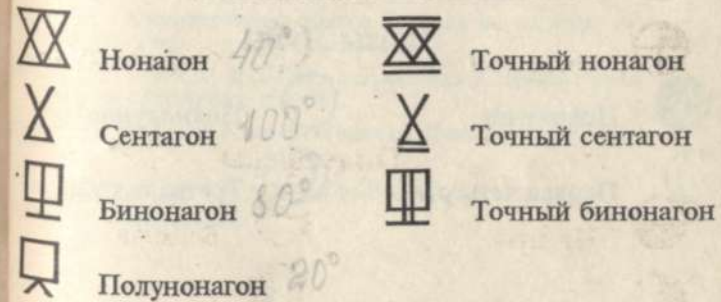 Нонагон 40° Точный нонагон
Сентагон 100° Точный сентагон
Бинонагон 80° Точный бинонагон
Полунонагон 20°